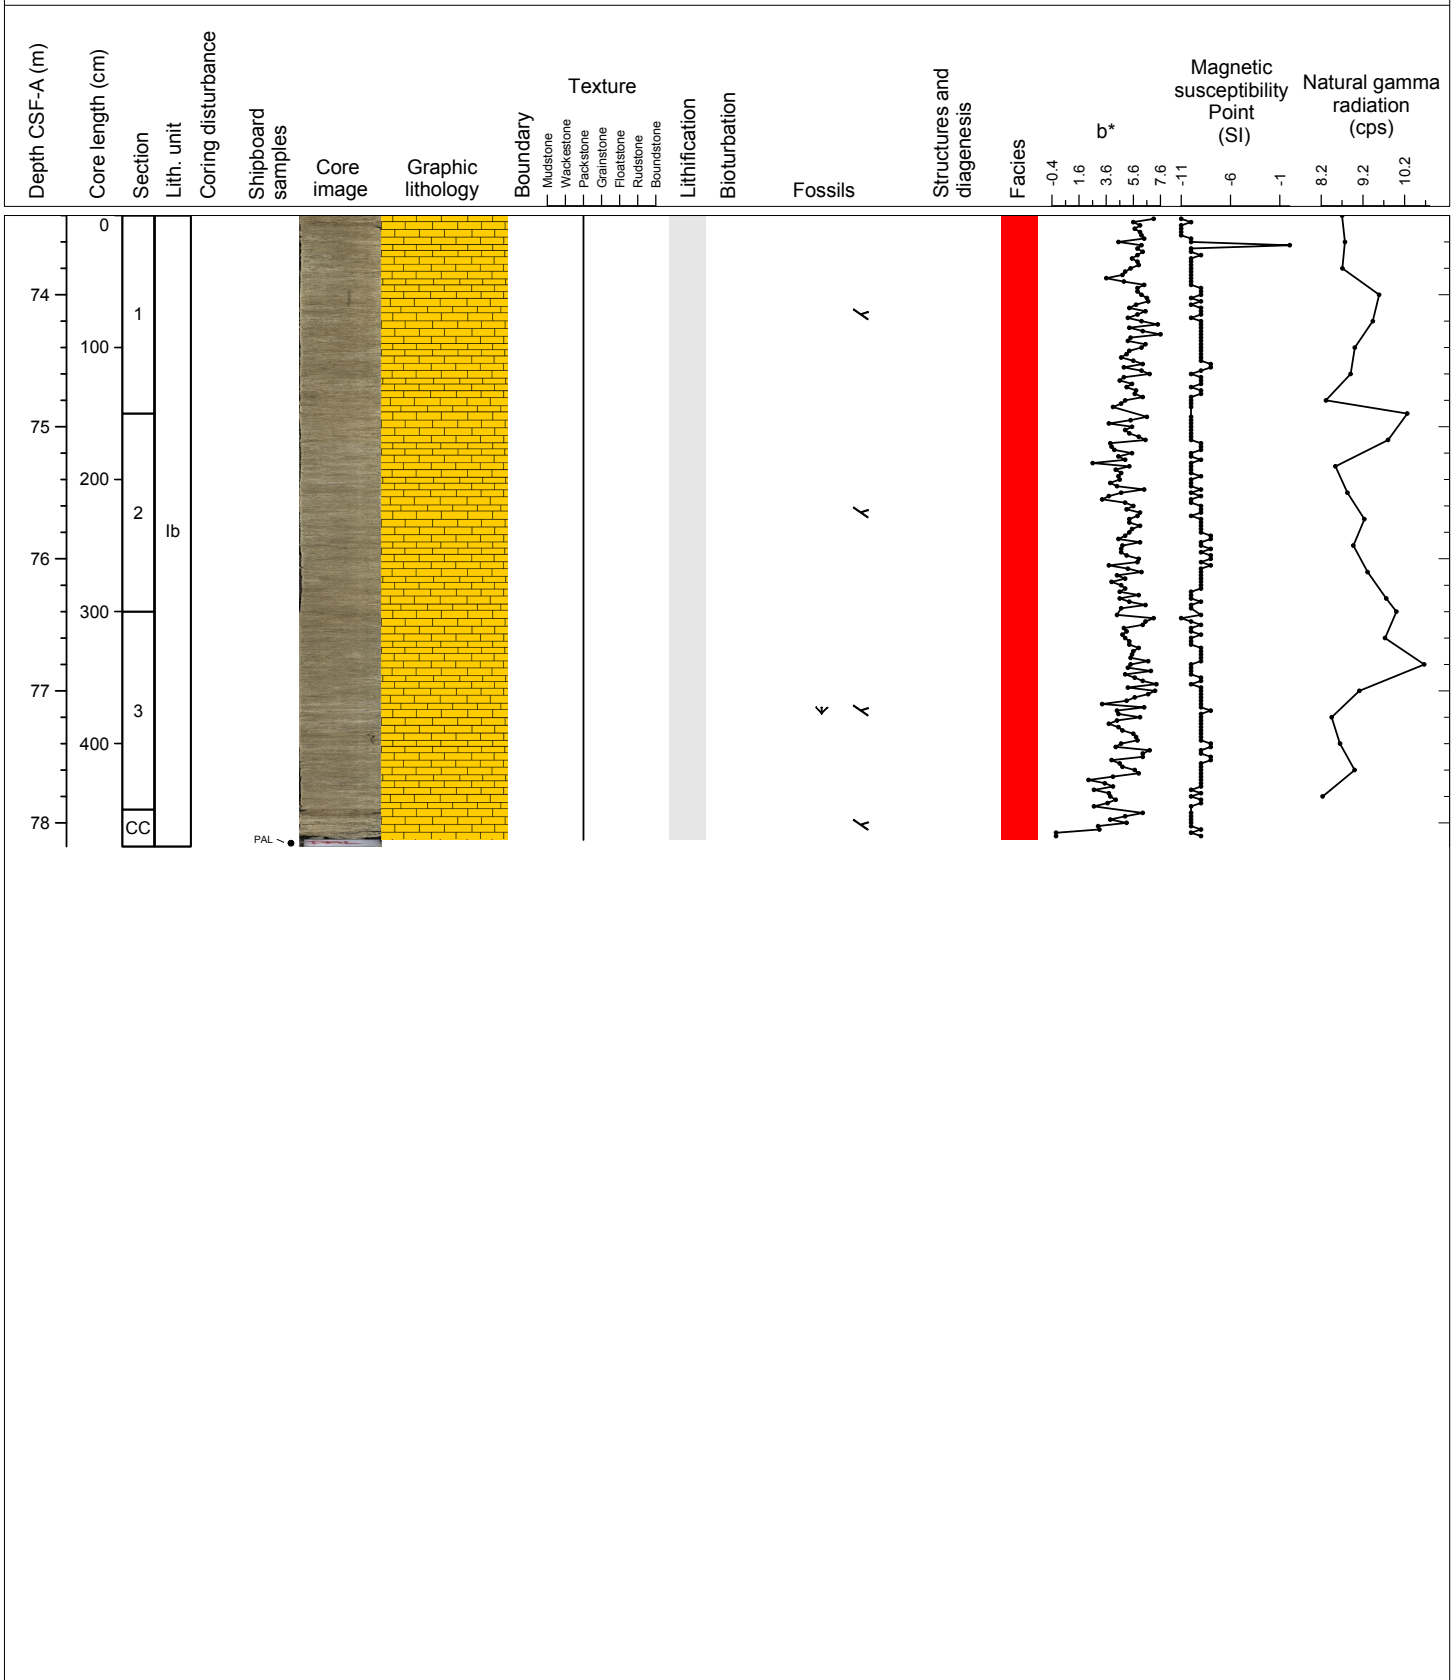 Depth CSF-A (m)
Core length (cm)
Section
Lith. unit
Coring disturbance
Shipboard
samples
Core
image
Graphic
lithology
Boundary
Texture
Mudstone
Wackestone
Packstone
Grainstone
Floatstone
Rudstone
Boundstone
Lithification
Bioturbation
Fossils
Structures and
diagenesis
Facies
b*
-0.4
1.6
3.6
5.6
7.6
Magnetic
susceptibility
Point
(SI)
-11
-6
-1
Natural gamma
radiation
(cps)
8.2
9.2
10.2
0
74
1
100
75
200
2
Ib
76
300
77
3
400
78
CC
PAL